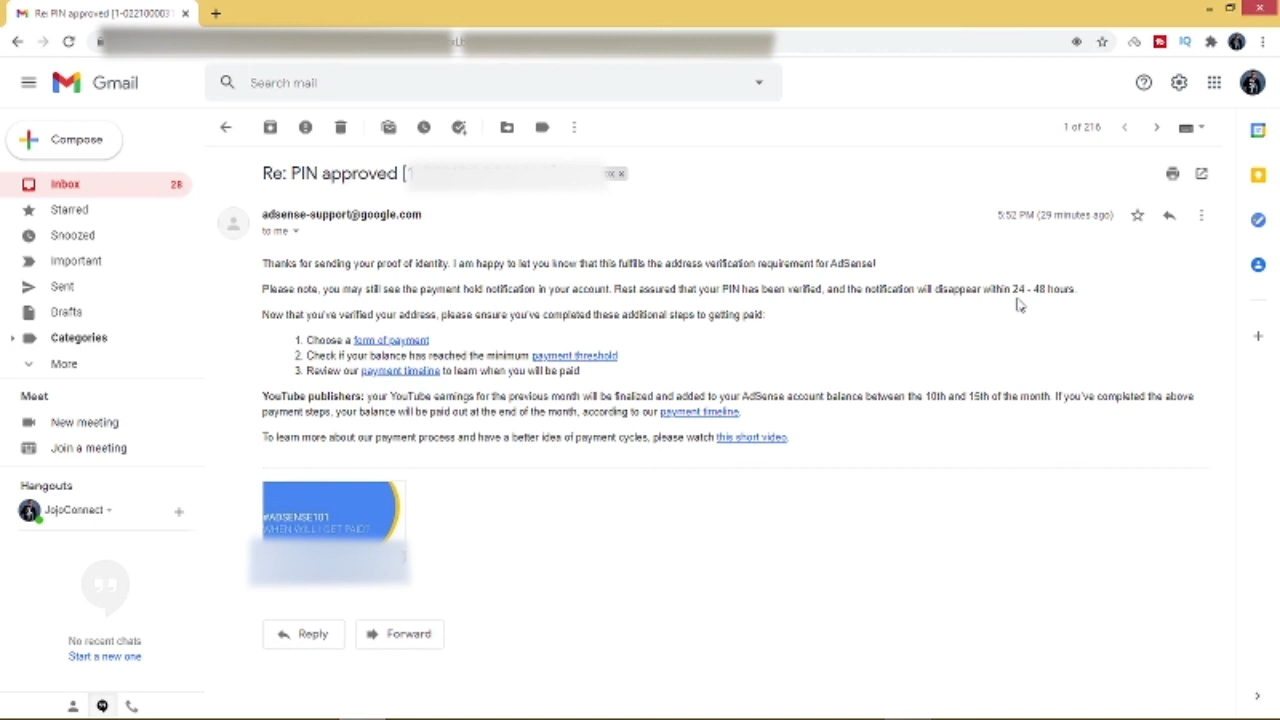 Re: PIN approved [1-0221000031
Gmail
Search mail
Compose
1 of 216
Inbox 28
Starred
Snoozed
Important
Sent
Drafts
Categories
More
Meet
New meeting
Join a meeting
Hangouts
JojoConnect
No recent chats
Start a new one
Re: PIN approved [
adsense-support@google.com
5:52 PM (29 minutes ago)
to me
Thanks for sending your proof of identity. I am happy to let you know that this fulfills the address verification requirement for AdSense!
Please note, you may still see the payment hold notification in your account. Rest assured that your PIN has been verified, and the notification will disappear within 24 - 48 hours.
Now that you've verified your address, please ensure you've completed these additional steps to getting paid:
1. Choose a form of payment
2. Check if your balance has reached the minimum payment threshold
3. Review our payment timeline to learn when you will be paid
YouTube publishers: your YouTube earnings for the previous month will be finalized and added to your AdSense account balance between the 10th and 15th of the month. If you've completed the above
payment steps, your balance will be paid out at the end of the month, according to our payment timeline.
To learn more about our payment process and have a better idea of payment cycles, please watch this short video.
#ADSENSE101
WHEN WILL I GET PAID?
Reply
Forward